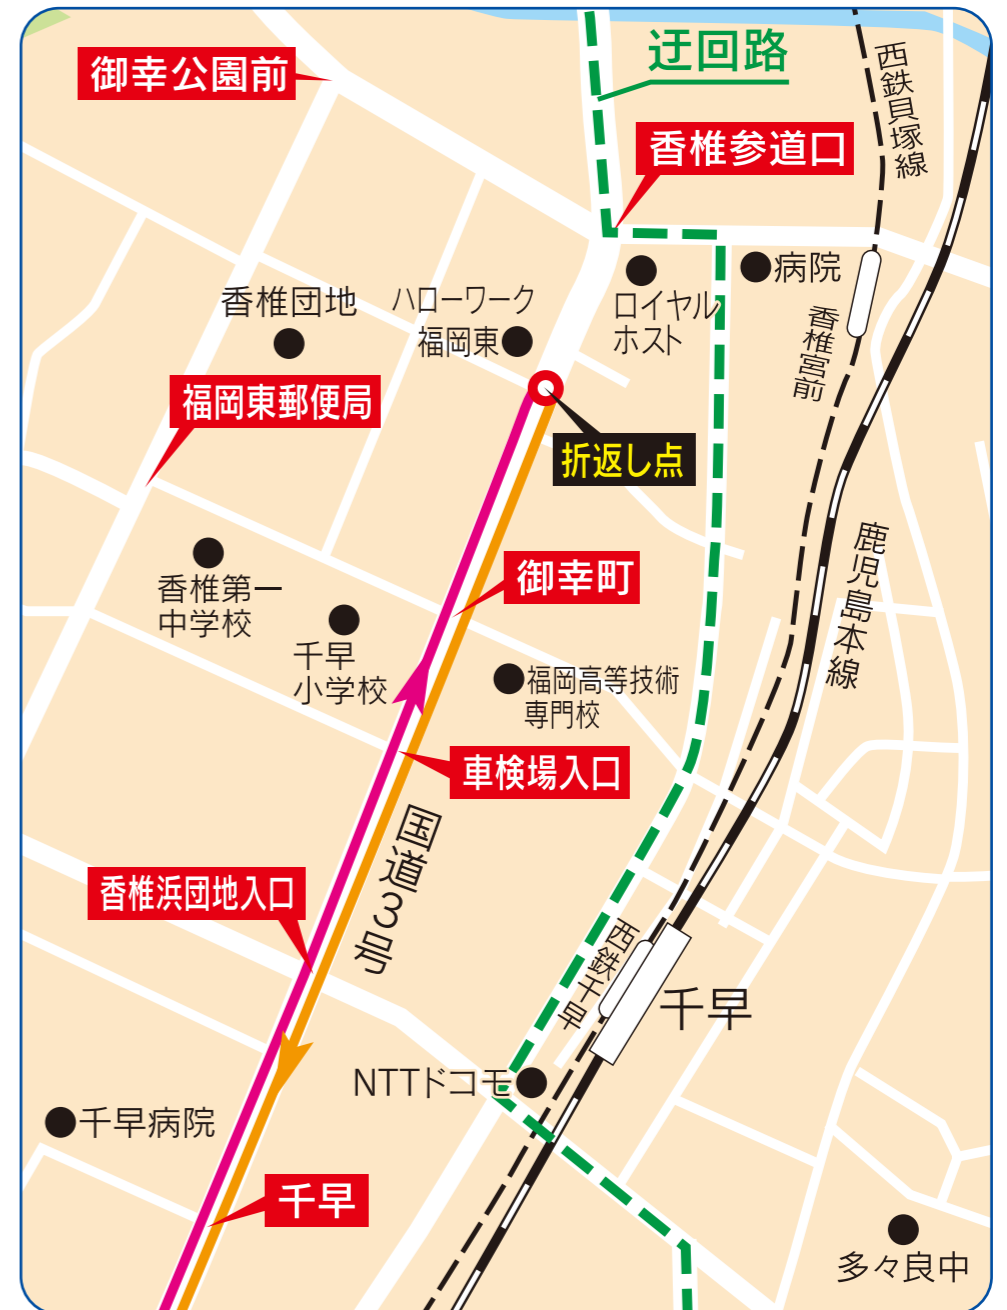 迂回路
御幸公園前
西鉄貝塚線
香椎参道口
病院
ロイヤル
ホスト
香椎宮前
香椎団地
ハローワーク
福岡東
福岡東郵便局
折返し点
鹿児島本線
香椎第一
中学校
御幸町
千早
小学校
福岡高等技術
専門校
車検場入口
国道3号
香椎浜団地入口
西鉄千早
千早
NTTドコモ
千早病院
千早
多々良中